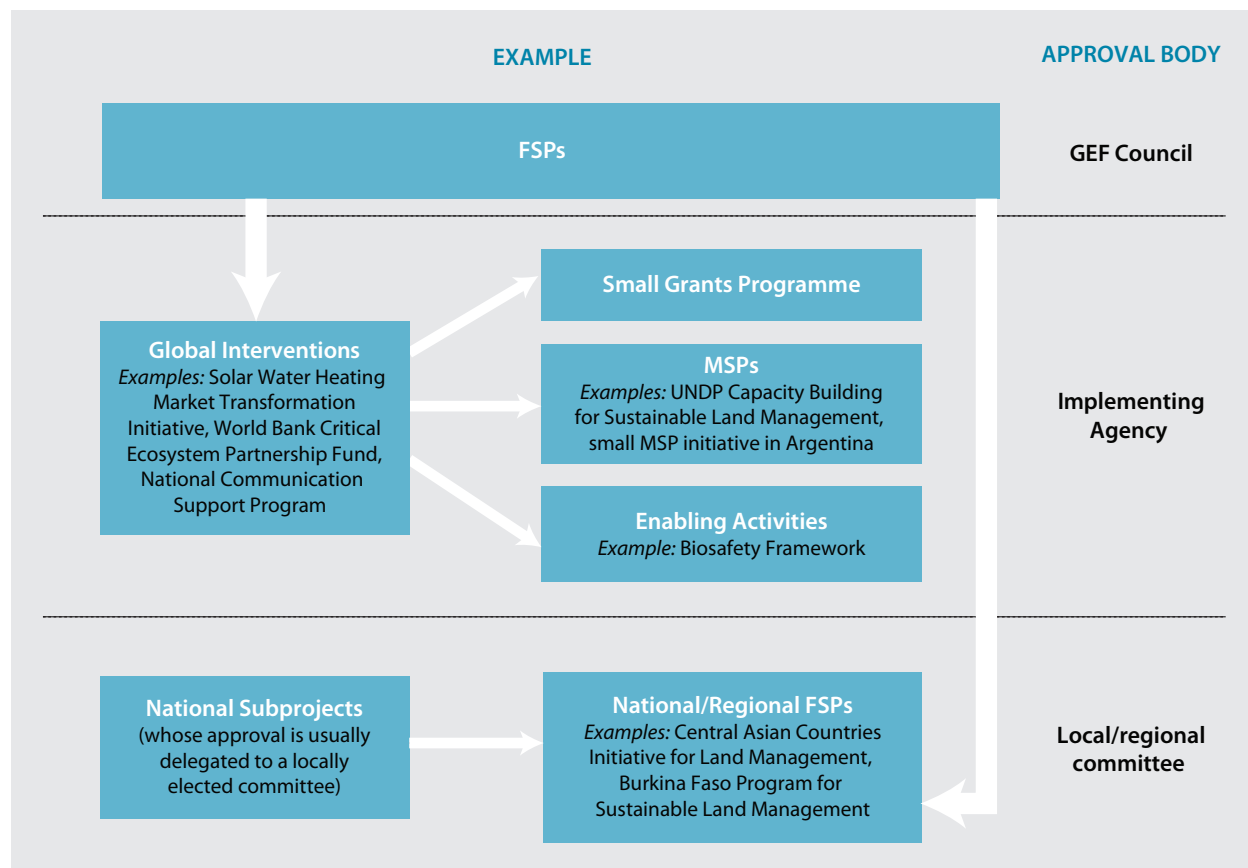 EXAMPLE
APPROVAL BODY
FSPs
GEF Council
Small Grants Programme
Global Interventions
Examples: Solar Water Heating
Market Transformation
Initiative, World Bank Critical
Ecosystem Partnership Fund,
National Communication
Support Program
MSPs
Examples: UNDP Capacity Building
for Sustainable Land Management,
small MSP initiative in Argentina
Implementing
Agency
Enabling Activities
Example: Biosafety Framework
National Subprojects
(whose approval is usually
delegated to a locally
elected committee)
National/Regional FSPs
Examples: Central Asian Countries
Initiative for Land Management,
Burkina Faso Program for
Sustainable Land Management
Local/regional
committee